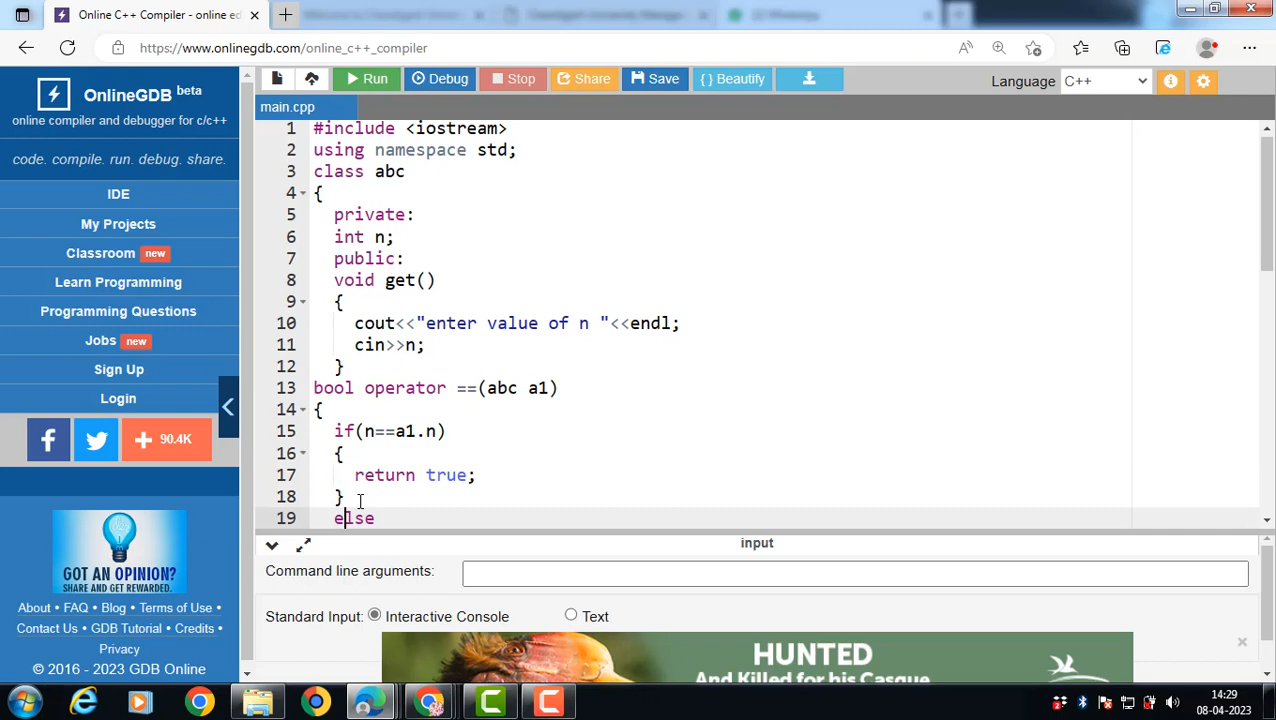 Online C++ Compiler - online ed
https://www.onlinegdb.com/online_c++_compiler
OnlineGDB beta
online compiler and debugger for c/c++
code. compile. run. debug. share.
IDE
My Projects
Classroom new
Learn Programming
Programming Questions
Jobs new
Sign Up
Login
90.4K
GOT AN OPINION?
SHARE AND GET REWARDED.
About • FAQ • Blog • Terms of Use •
Contact Us • GDB Tutorial • Credits •
Privacy
© 2016 - 2023 GDB Online
Run
Debug
Stop
Share
Save
{ } Beautify
Language C++
main.cpp
1 #include <iostream>
2 using namespace std;
3 class abc
4 {
5 private:
6 int n;
7 public:
8 void get()
9 {
10 cout<<"enter value of n "<<endl;
11 cin>>n;
12 }
13 bool operator ==(abc a1)
14 {
15 if(n==a1.n)
16 {
17 return true;
18 }
19 else
input
Command line arguments:
Standard Input: Interactive Console Text
HUNTED
And Killed for his Casque
14:29
08-04-2023